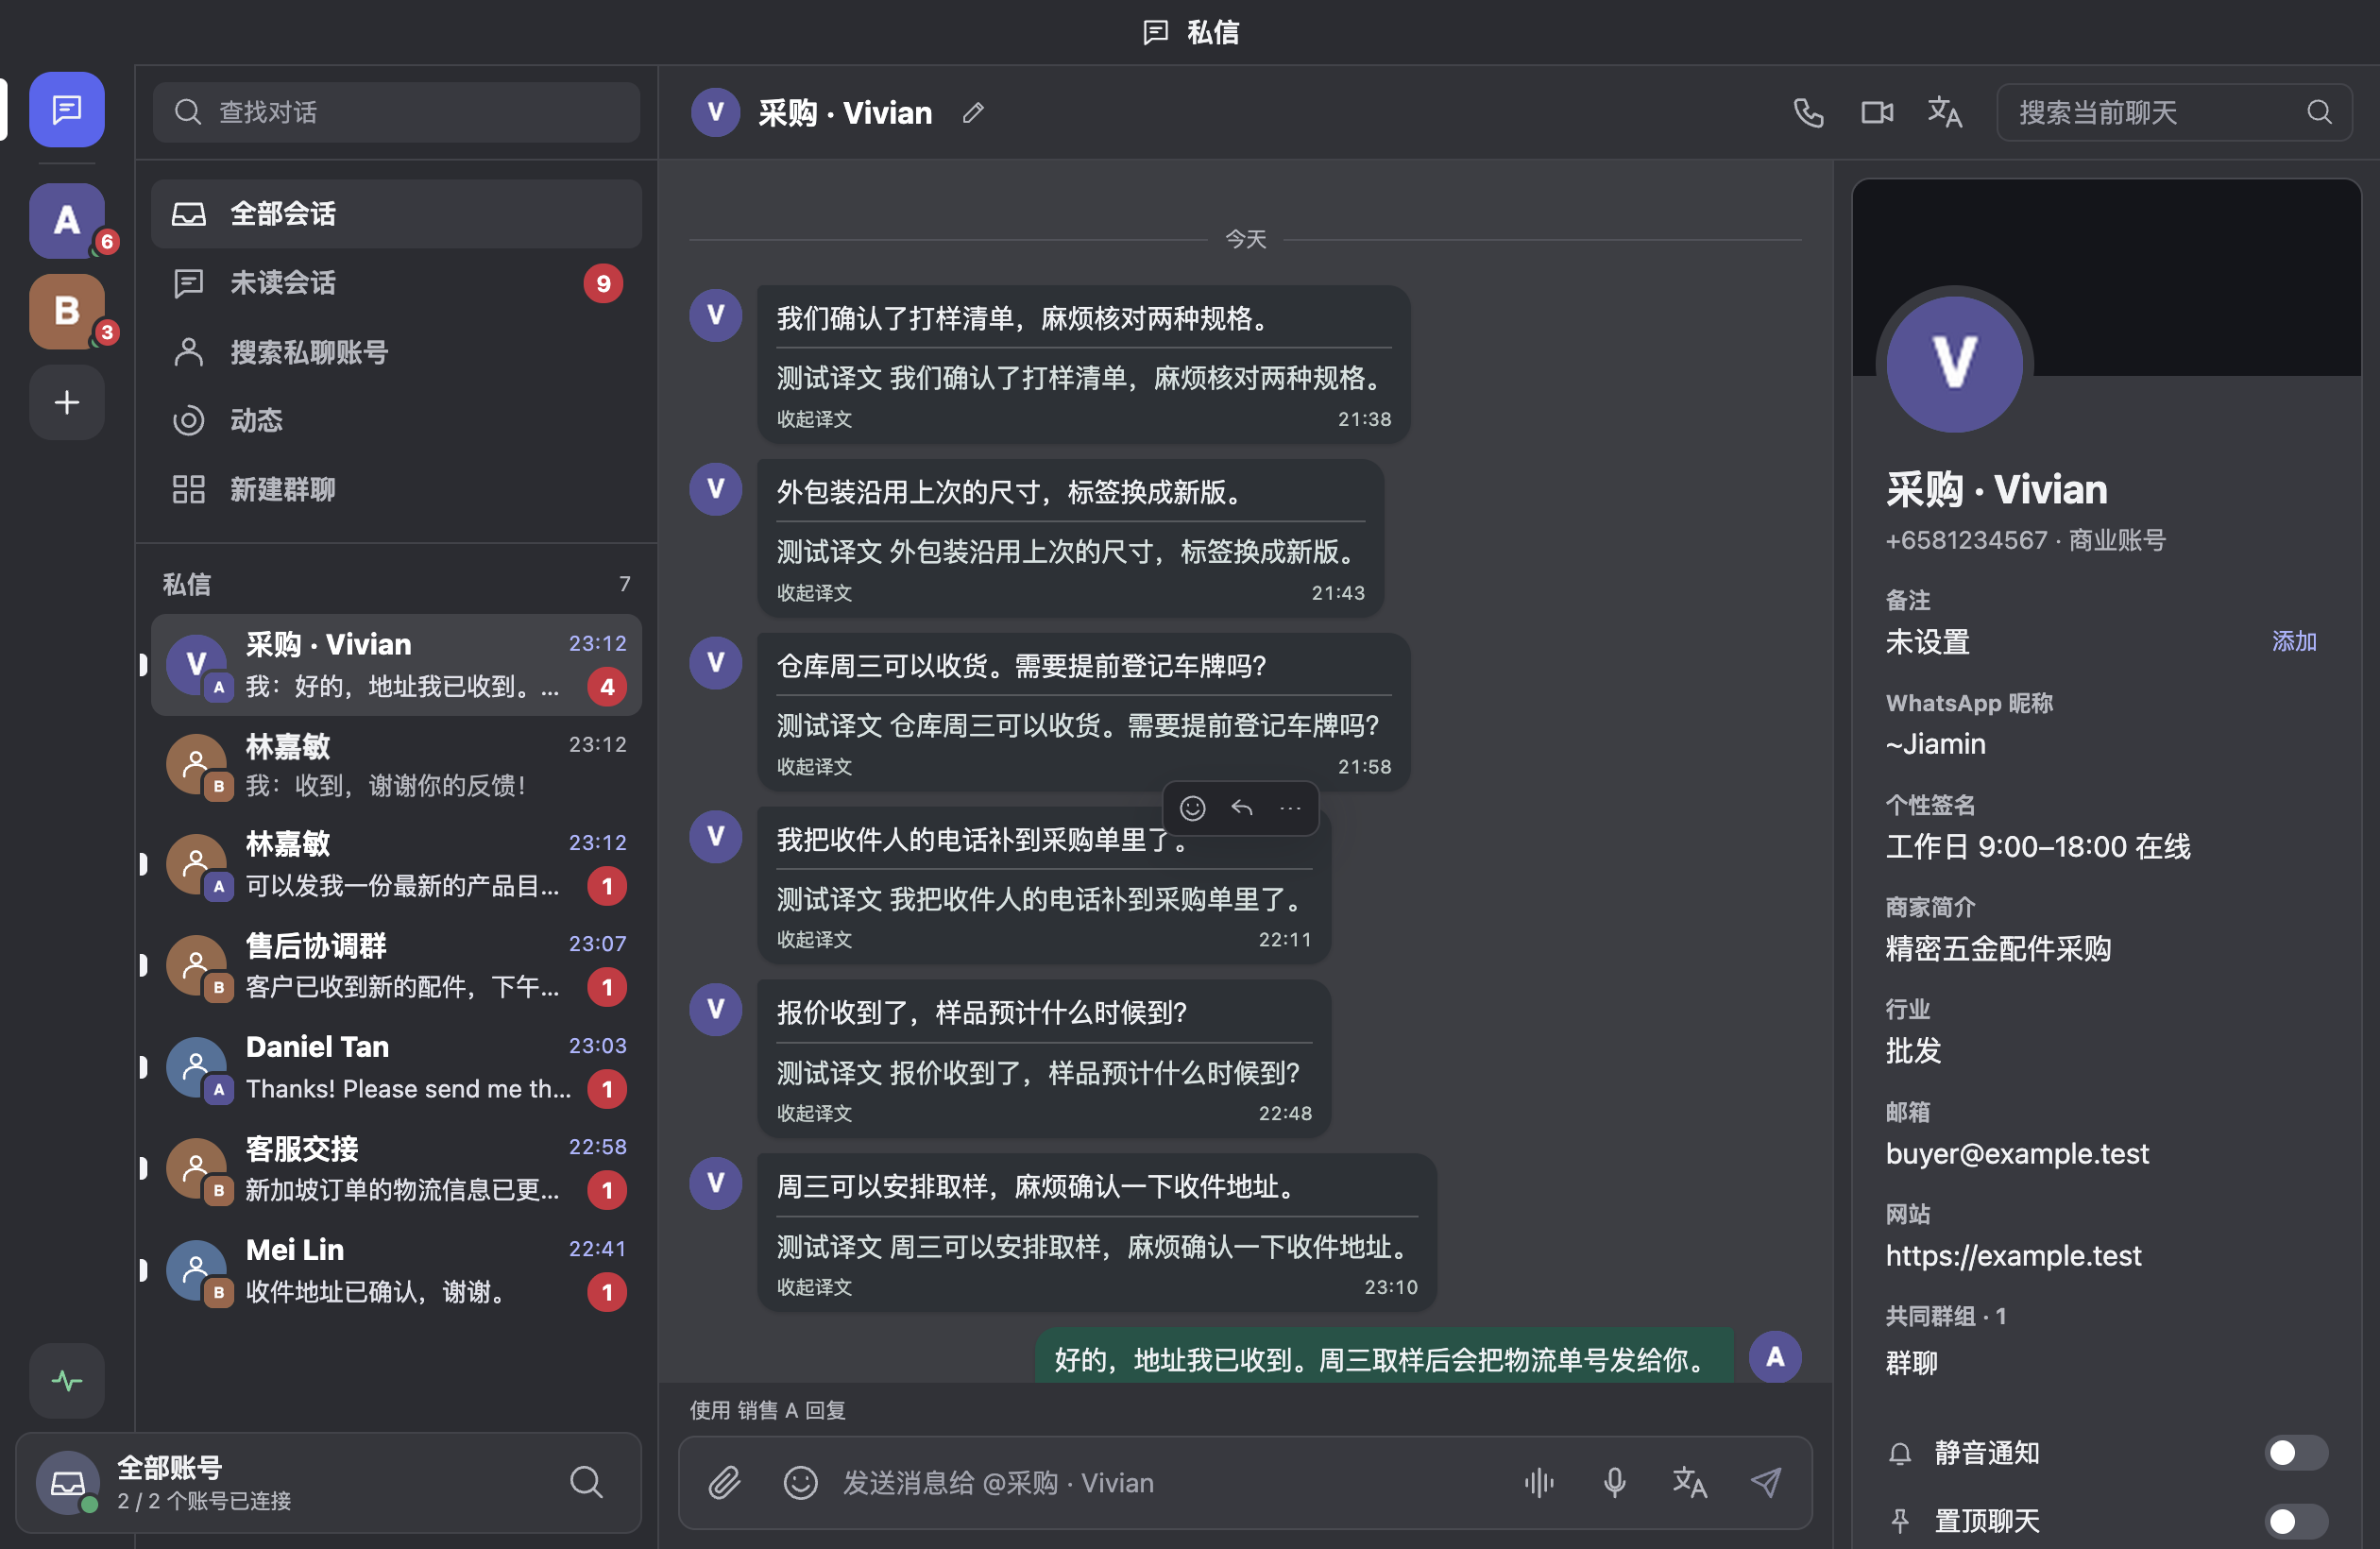 私信
A
6
B
3
查找对话
全部会话
未读会话
9
搜索私聊账号
动态
新建群聊
私信
7
V
A
采购 · Vivian
23:12
我：好的，地址我已收到。...
4
B
林嘉敏
23:12
我：收到，谢谢你的反馈！
A
林嘉敏
23:12
可以发我一份最新的产品目...
1
B
售后协调群
23:07
客户已收到新的配件，下午...
1
A
Daniel Tan
23:03
Thanks! Please send me th...
1
B
客服交接
22:58
新加坡订单的物流信息已更...
1
B
Mei Lin
22:41
收件地址已确认，谢谢。
1
全部账号
2 / 2 个账号已连接
V
采购 · Vivian
搜索当前聊天
今天
V
我们确认了打样清单，麻烦核对两种规格。
测试译文 我们确认了打样清单，麻烦核对两种规格。
收起译文
21:38
V
外包装沿用上次的尺寸，标签换成新版。
测试译文 外包装沿用上次的尺寸，标签换成新版。
收起译文
21:43
V
仓库周三可以收货。需要提前登记车牌吗？
测试译文 仓库周三可以收货。需要提前登记车牌吗？
收起译文
21:58
V
我把收件人的电话补到采购单里了。
测试译文 我把收件人的电话补到采购单里了。
收起译文
22:11
V
报价收到了，样品预计什么时候到？
测试译文 报价收到了，样品预计什么时候到？
收起译文
22:48
V
周三可以安排取样，麻烦确认一下收件地址。
测试译文 周三可以安排取样，麻烦确认一下收件地址。
收起译文
23:10
好的，地址我已收到。周三取样后会把物流单号发给你。
A
使用 销售 A 回复
发送消息给 @采购 · Vivian
V
采购 · Vivian
+6581234567 · 商业账号
备注
未设置
添加
WhatsApp 昵称
~Jiamin
个性签名
工作日 9:00–18:00 在线
商家简介
精密五金配件采购
行业
批发
邮箱
buyer@example.test
网站
https://example.test
共同群组 · 1
群聊
静音通知
置顶聊天